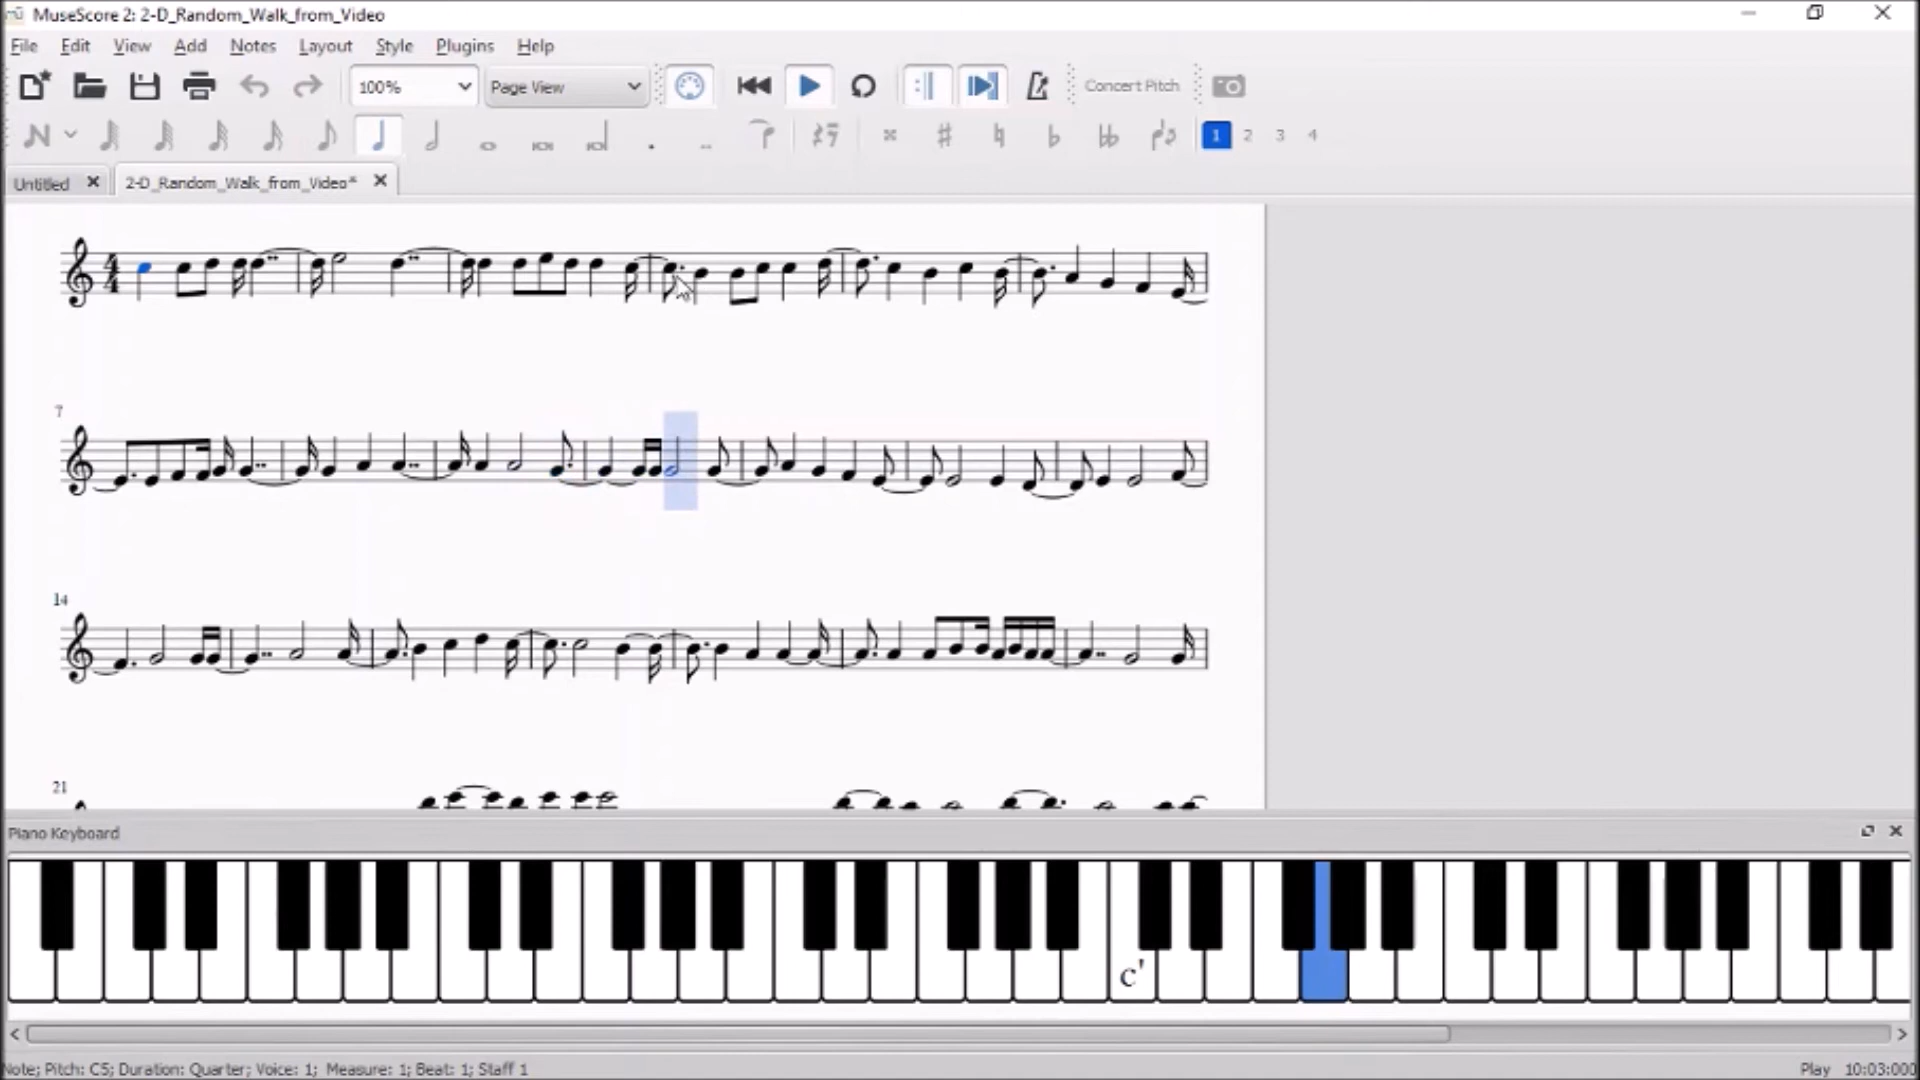 MuseScore 2: 2-D_Random_Walk_from_Video
File Edit View Add Notes Layout Style Plugins Help
100% Page View Concert Pitch
1 2 3 4
Untitled 2-D_Random_Walk_from_Video*
4
4
7
14
21
Piano Keyboard
c'
Note; Pitch: C5; Duration: Quarter; Voice: 1; Measure: 1; Beat: 1; Staff 1 Play 10:03:000